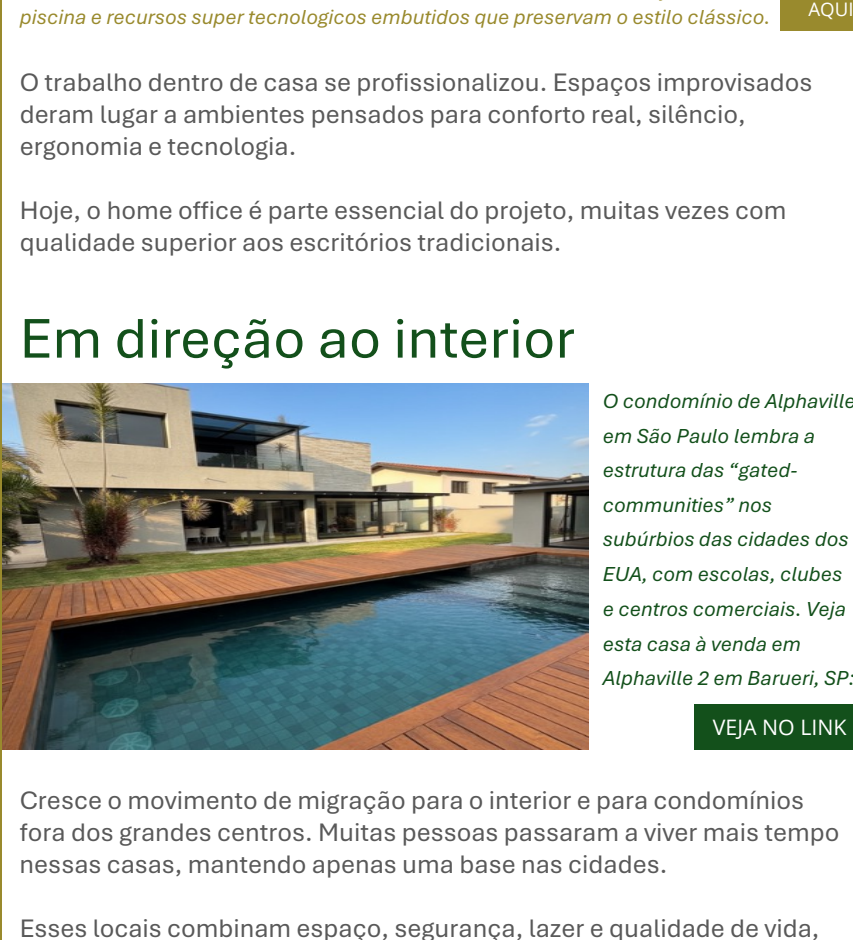 piscina e recursos super tecnologicos embutidos que preservam o estilo clássico.
AQUI
O trabalho dentro de casa se profissionalizou. Espaços improvisados
deram lugar a ambientes pensados para conforto real, silêncio,
ergonomia e tecnologia.
Hoje, o home office é parte essencial do projeto, muitas vezes com
qualidade superior aos escritórios tradicionais.
Em direção ao interior
O condomínio de Alphaville
em São Paulo lembra a
estrutura das “gated-
communities” nos
subúrbios das cidades dos
EUA, com escolas, clubes
e centros comerciais. Veja
esta casa à venda em
Alphaville 2 em Barueri, SP:
VEJA NO LINK
Cresce o movimento de migração para o interior e para condomínios
fora dos grandes centros. Muitas pessoas passaram a viver mais tempo
nessas casas, mantendo apenas uma base nas cidades.
Esses locais combinam espaço, segurança, lazer e qualidade de vida,